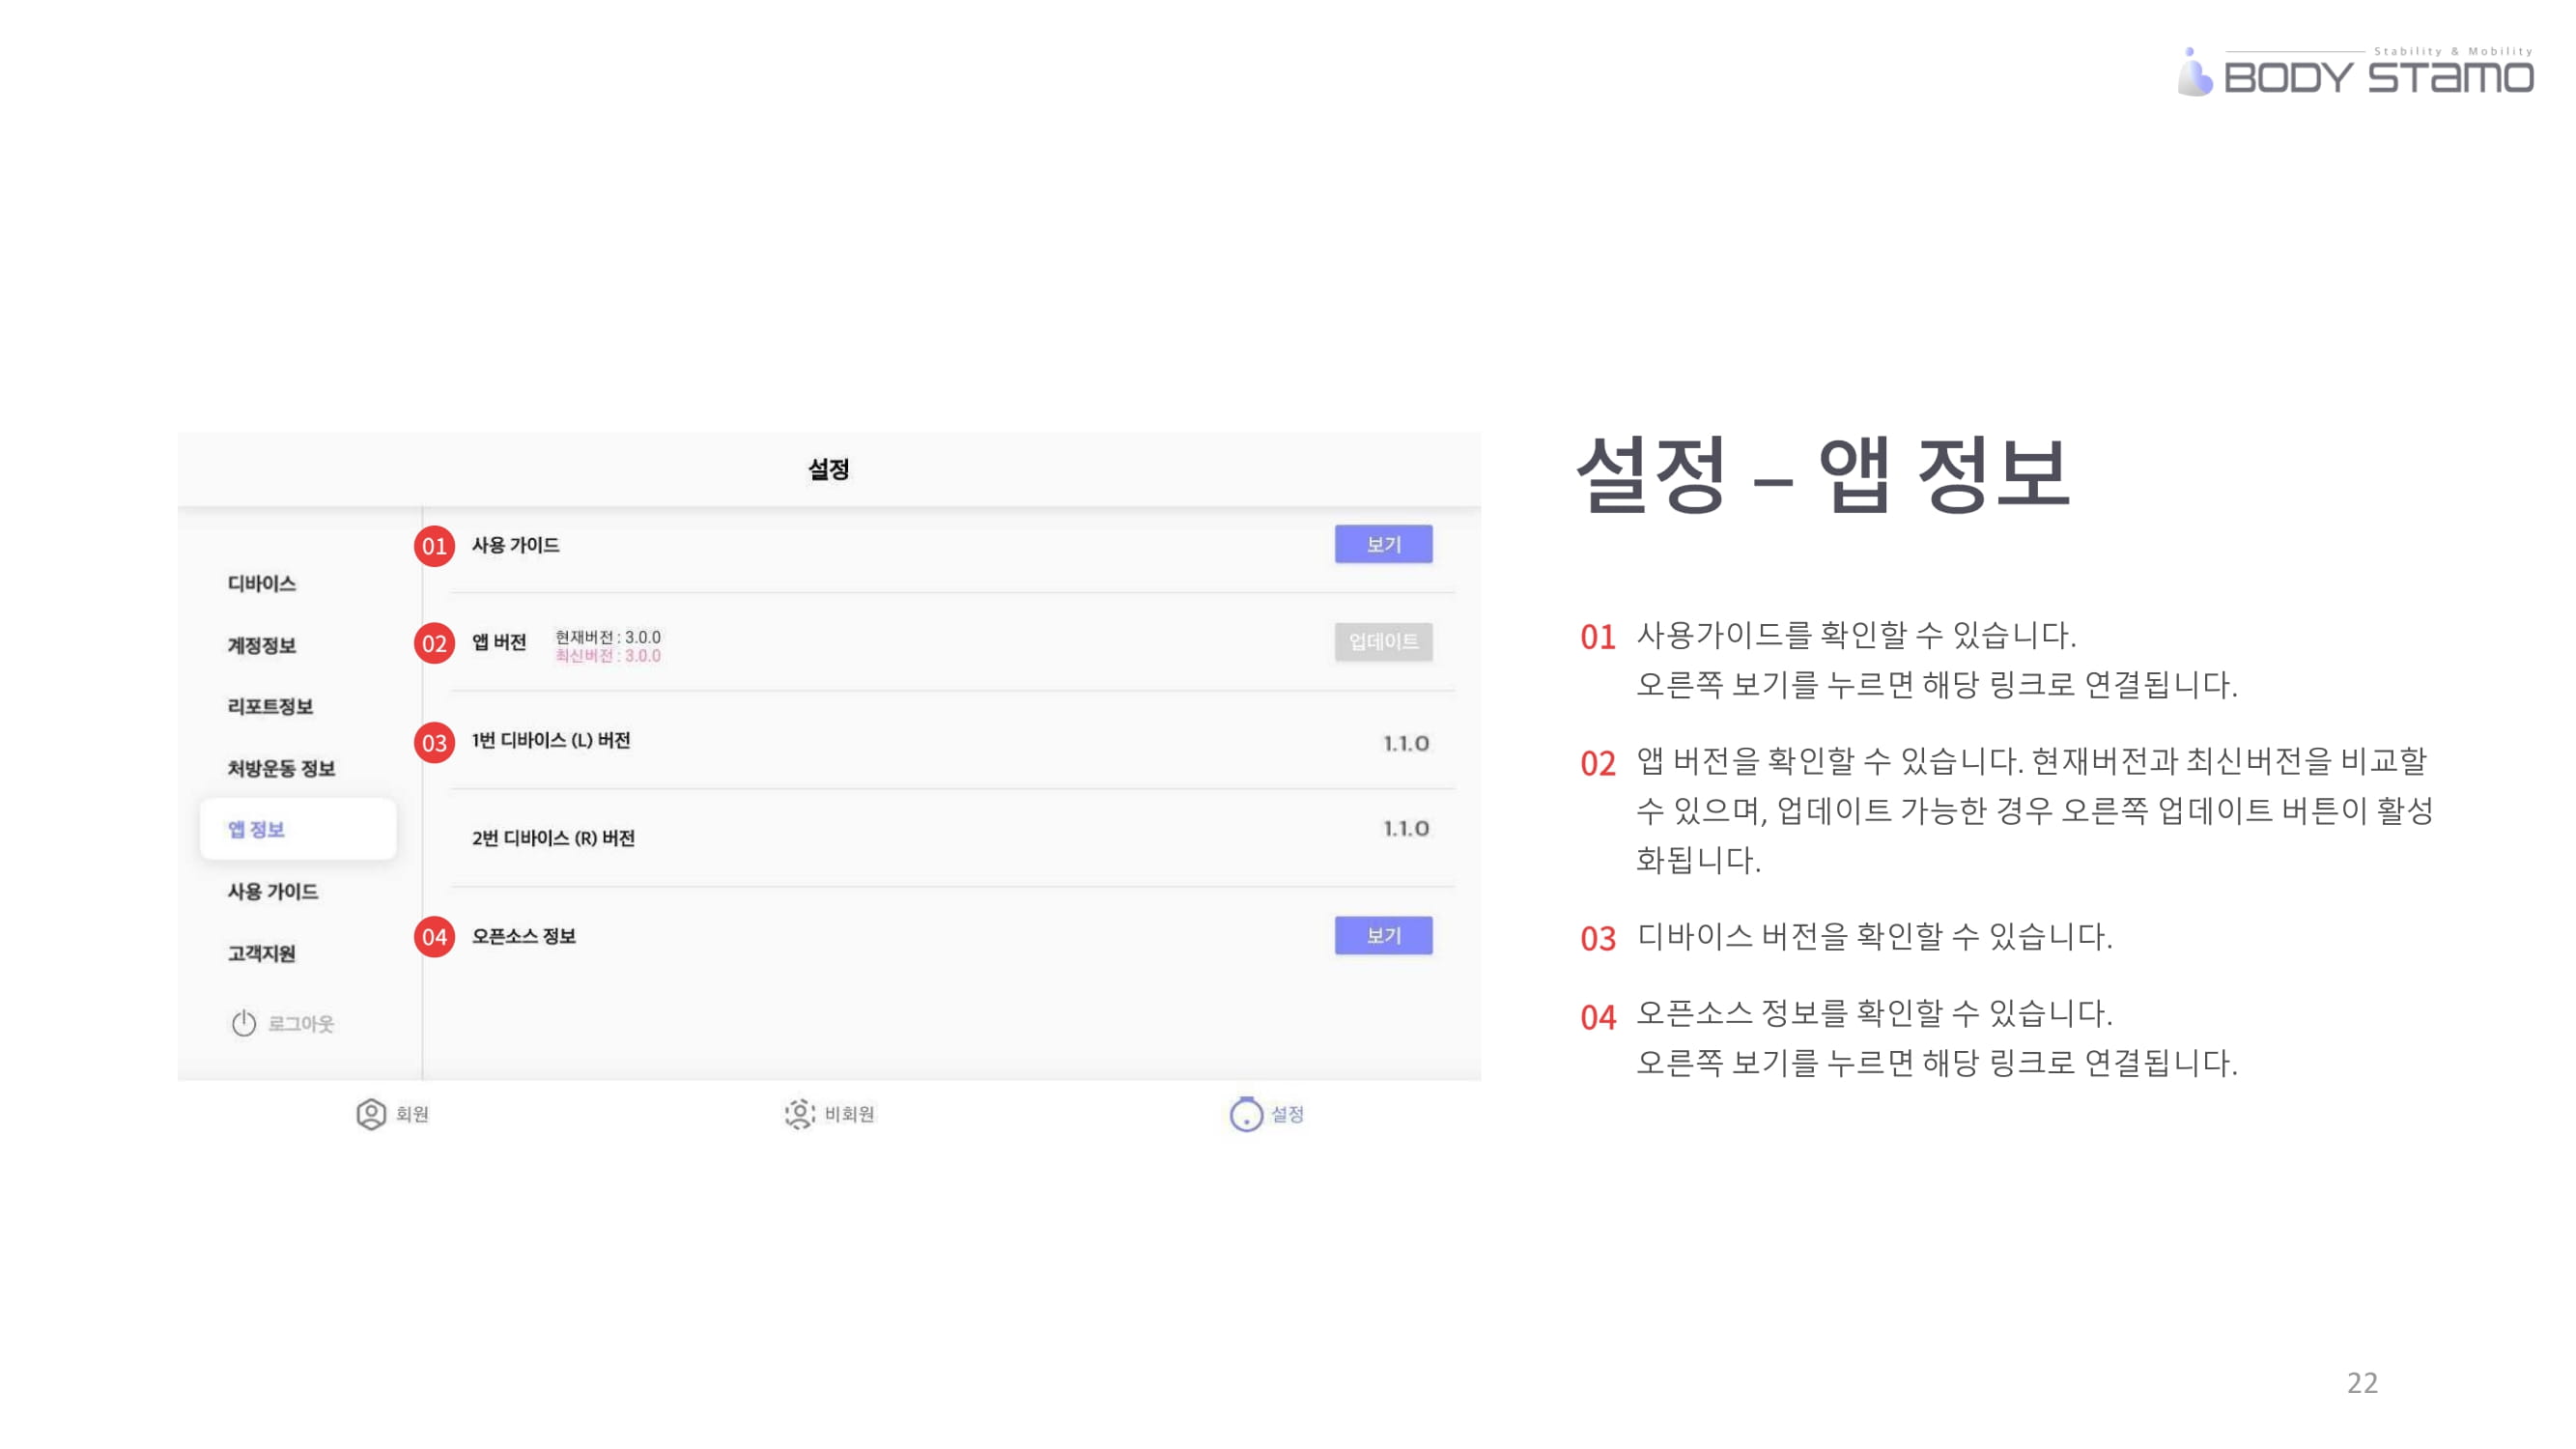 Stability & Mobility
BODY STAMO
설정
디바이스
계정정보
리포트정보
처방운동 정보
앱 정보
사용 가이드
고객지원
로그아웃
01 사용 가이드 보기
02 앱 버전 현재버전 : 3.0.0 업데이트
최신버전 : 3.0.0
03 1번 디바이스 (L) 버전 1.1.0
2번 디바이스 (R) 버전 1.1.0
04 오픈소스 정보 보기
회원 비회원 설정
설정 – 앱 정보
01 사용가이드를 확인할 수 있습니다.
오른쪽 보기를 누르면 해당 링크로 연결됩니다.
02 앱 버전을 확인할 수 있습니다. 현재버전과 최신버전을 비교할
수 있으며, 업데이트 가능한 경우 오른쪽 업데이트 버튼이 활성
화됩니다.
03 디바이스 버전을 확인할 수 있습니다.
04 오픈소스 정보를 확인할 수 있습니다.
오른쪽 보기를 누르면 해당 링크로 연결됩니다.
22